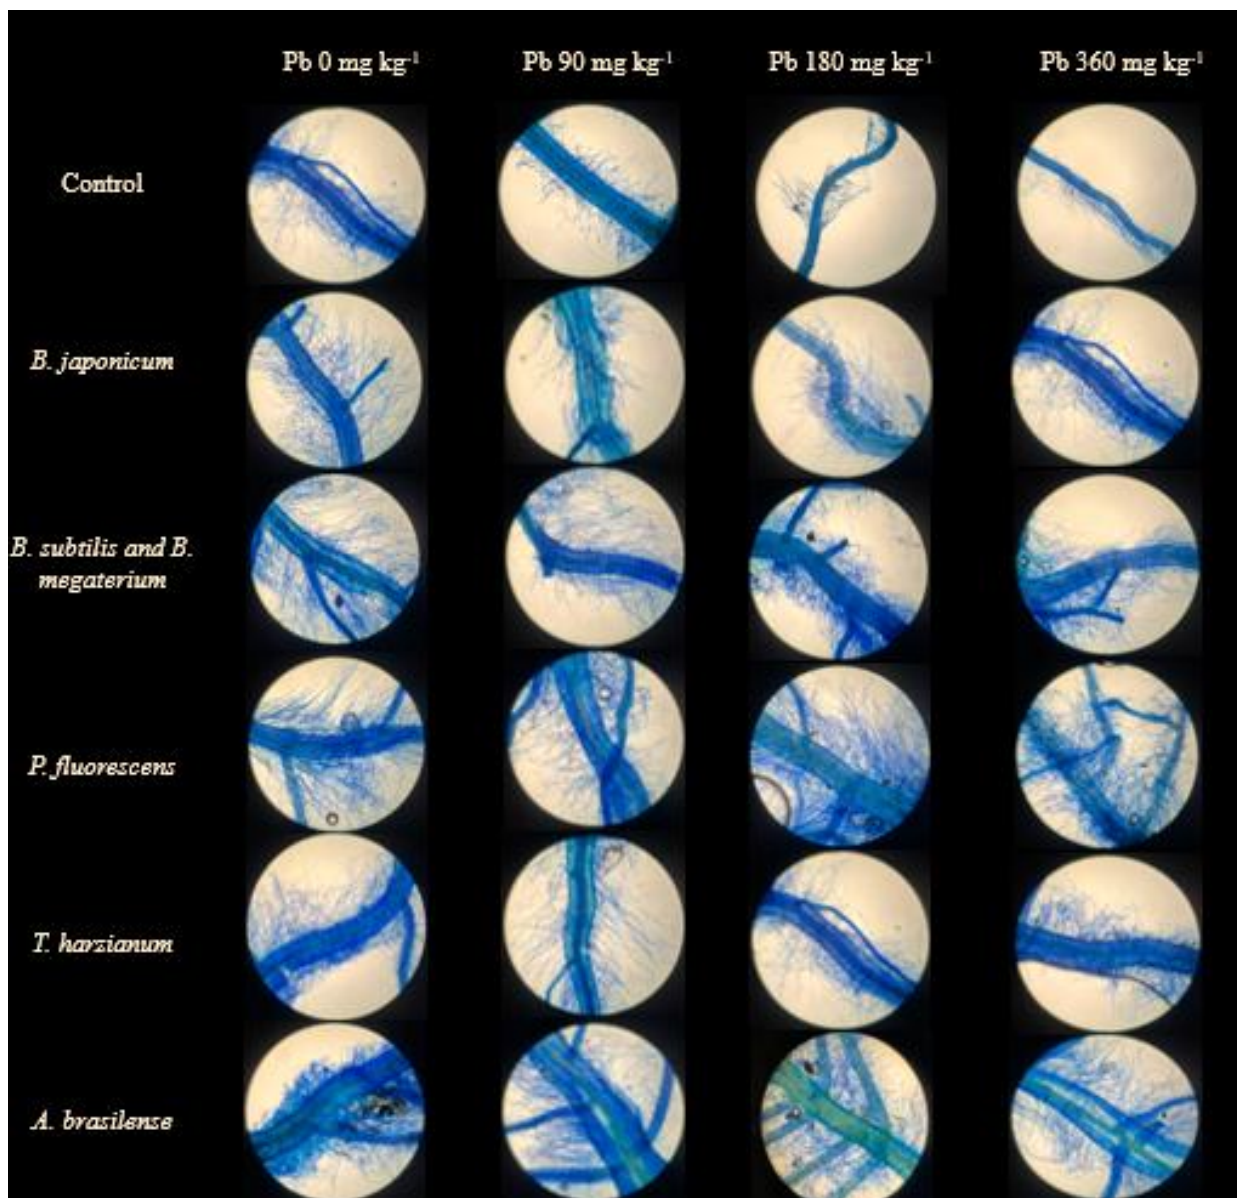 Pb 0 mg kg⁻¹ Pb 90 mg kg⁻¹ Pb 180 mg kg⁻¹ Pb 360 mg kg⁻¹
Control
B. japonicum
B. subtilis and B.
megaterium
P. fluorescens
T. harzianum
A. brasilense